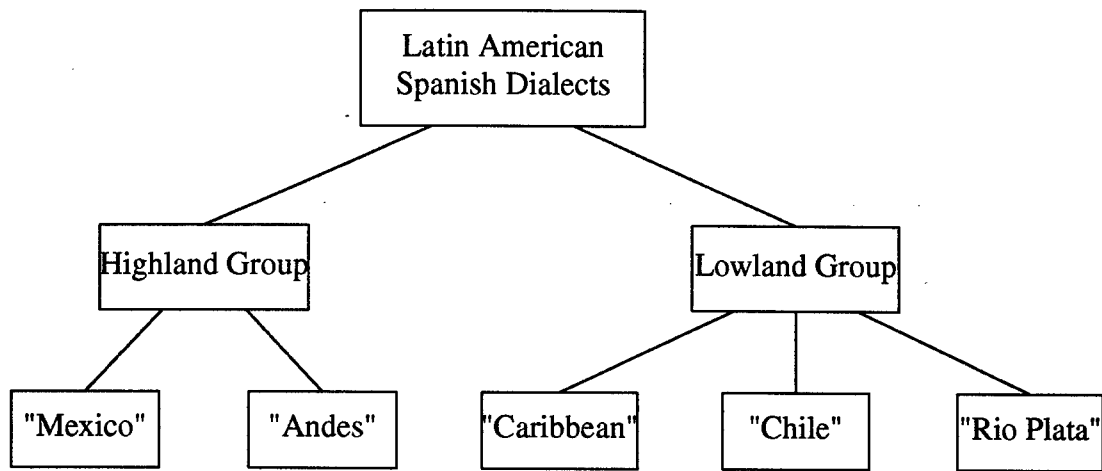 Latin American
Spanish Dialects
Highland Group
Lowland Group
"Mexico"
"Andes"
"Caribbean"
"Chile"
"Rio Plata"